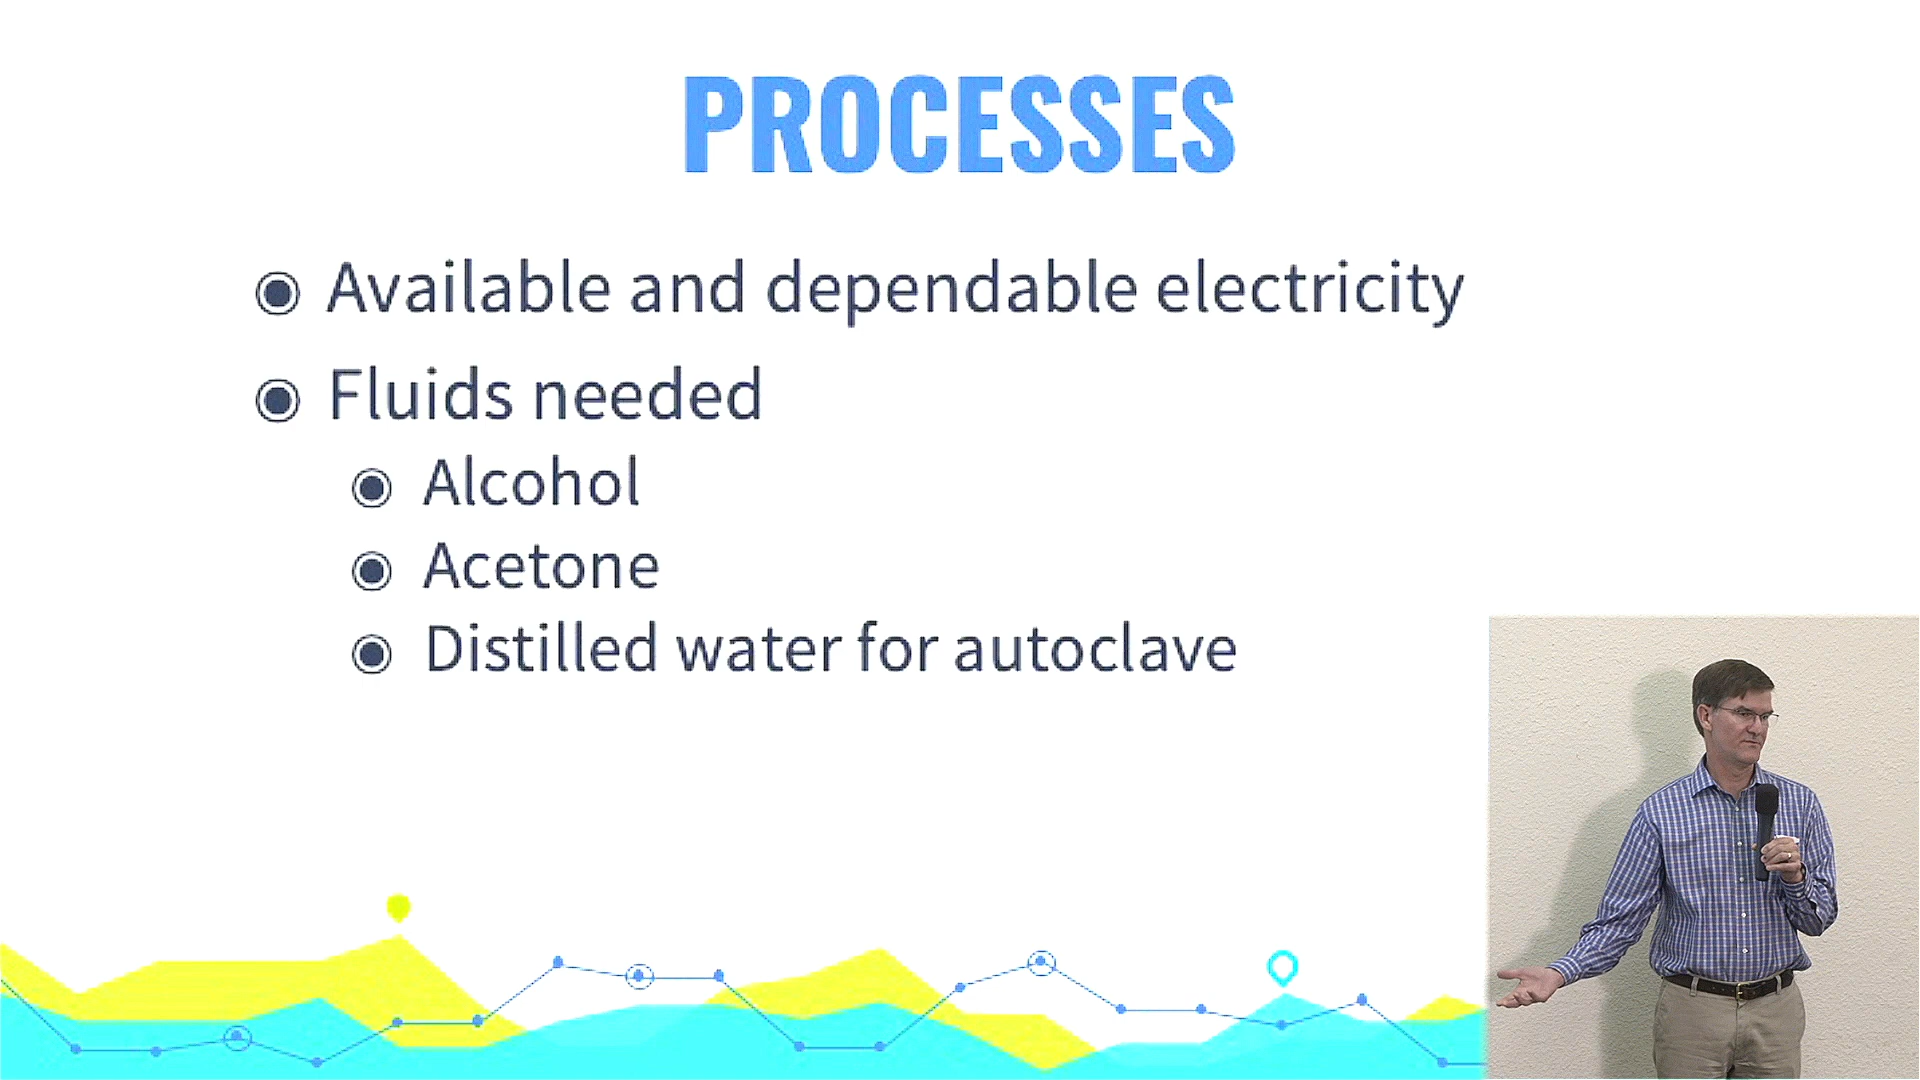 PROCESSES
Available and dependable electricity
Fluids needed
Alcohol
Acetone
Distilled water for autoclave